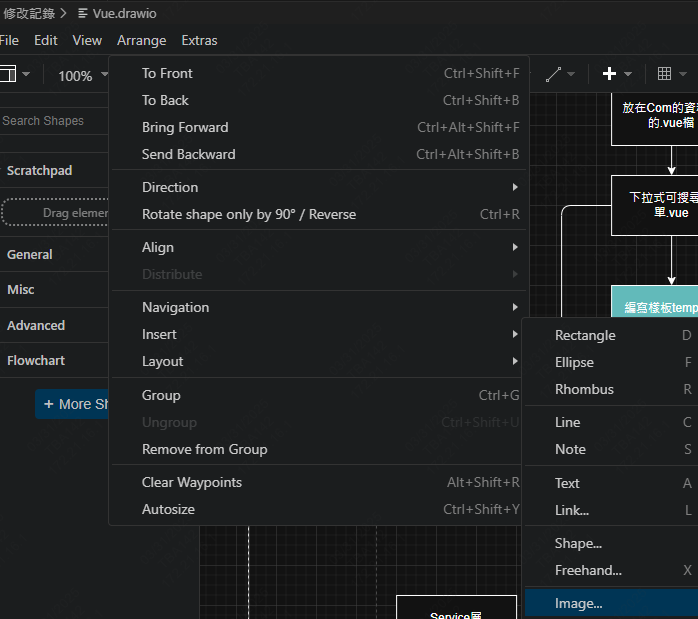 修改記錄 > Vue.drawio
File Edit View Arrange Extras
100%
Search Shapes
Scratchpad
Drag elemen
General
Misc
Advanced
Flowchart
+ More Sh
To Front Ctrl+Shift+F
To Back Ctrl+Shift+B
Bring Forward Ctrl+Alt+Shift+F
Send Backward Ctrl+Alt+Shift+B
Direction
Rotate shape only by 90° / Reverse Ctrl+R
Align
Distribute
Navigation
Insert
Layout
Group Ctrl+G
Ungroup Ctrl+Shift+U
Remove from Group
Clear Waypoints Alt+Shift+R
Autosize Ctrl+Shift+Y
放在Com的資
的.vue檔
下拉式可搜尋
單.vue
編寫樣板temp
Rectangle D
Ellipse F
Rhombus R
Line C
Note S
Text A
Link... L
Shape...
Freehand... X
Image...
Service層